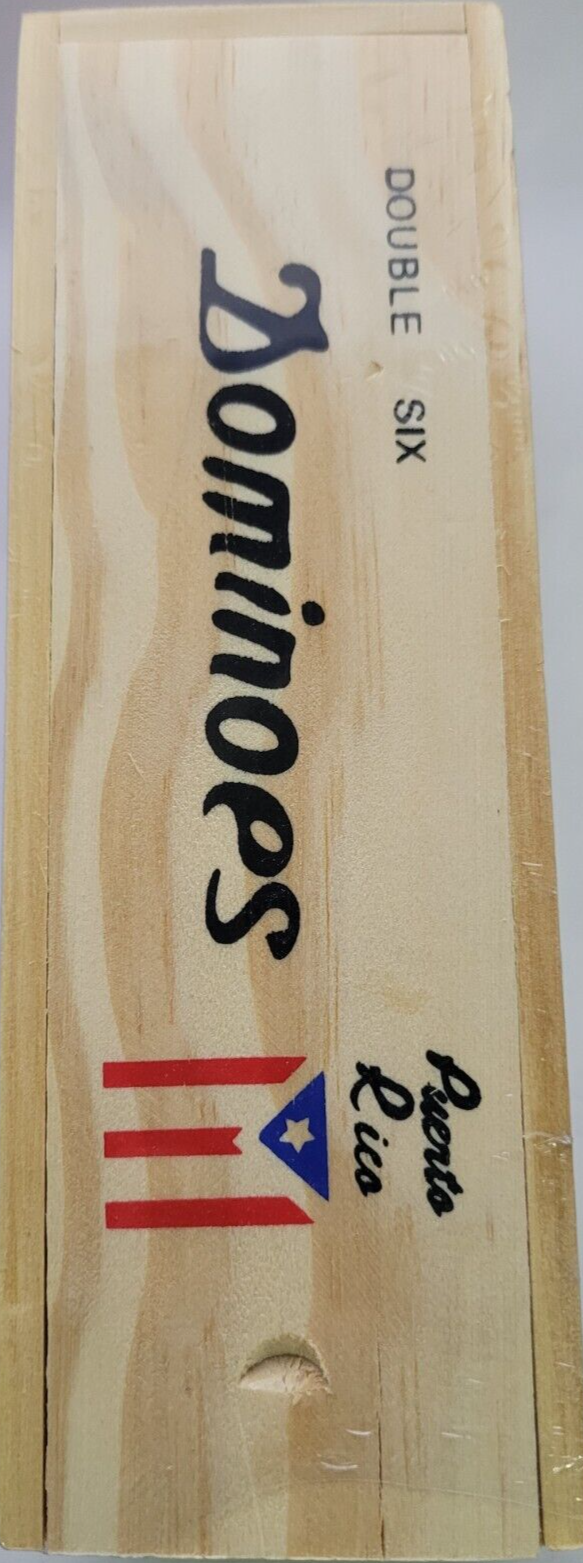 DOUBLE SIX
Dominoes
Puerto
Rico